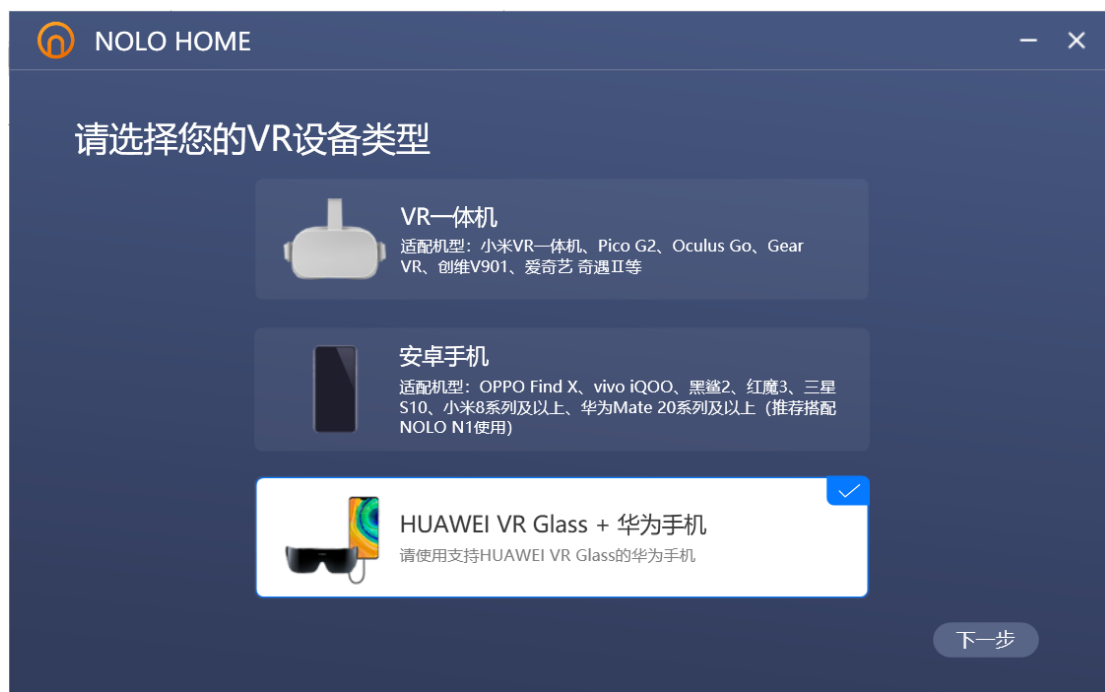 NOLO HOME
请选择您的VR设备类型
VR一体机
适配机型：小米VR一体机、Pico G2、Oculus Go、Gear
VR、创维V901、爱奇艺 奇遇Ⅱ等
安卓手机
适配机型：OPPO Find X、vivo iQOO、黑鲨2、红魔3、三星
S10、小米8系列及以上、华为Mate 20系列及以上 (推荐搭配
NOLO N1使用)
HUAWEI VR Glass + 华为手机
请使用支持HUAWEI VR Glass的华为手机
下一步